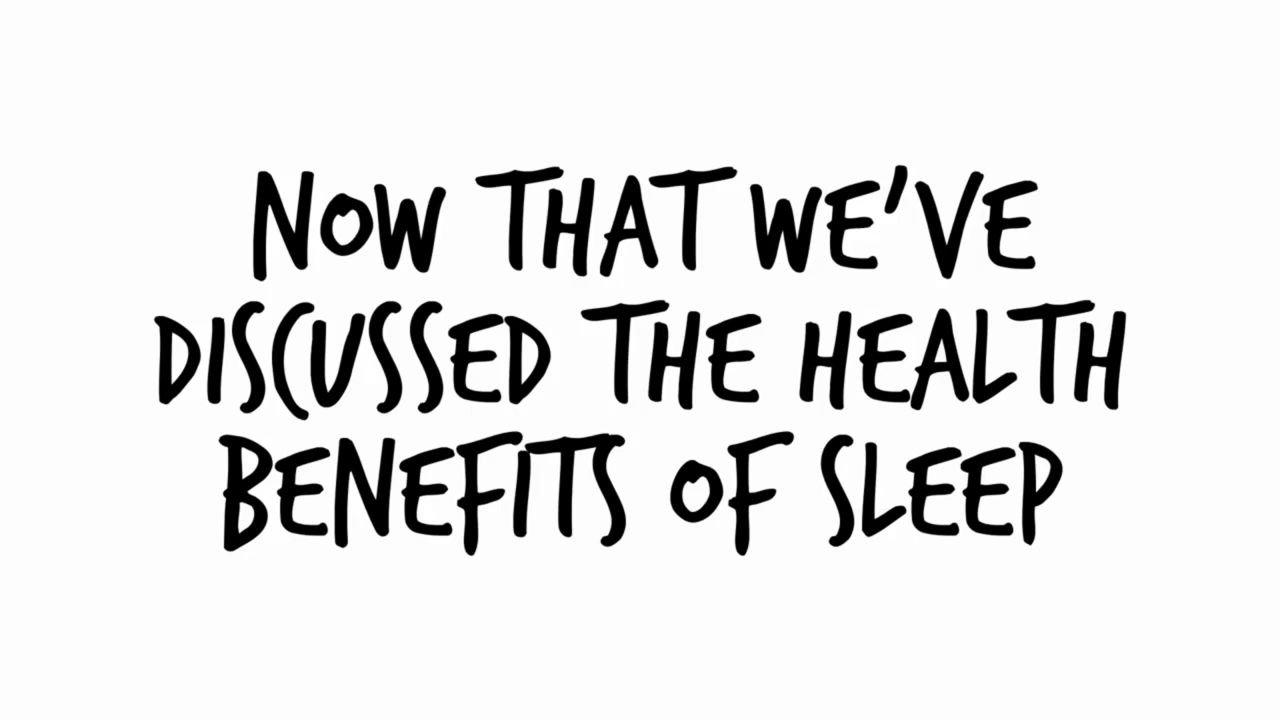 NOW THAT WE'VE
DISCUSSED THE HEALTH
BENEFITS OF SLEEP